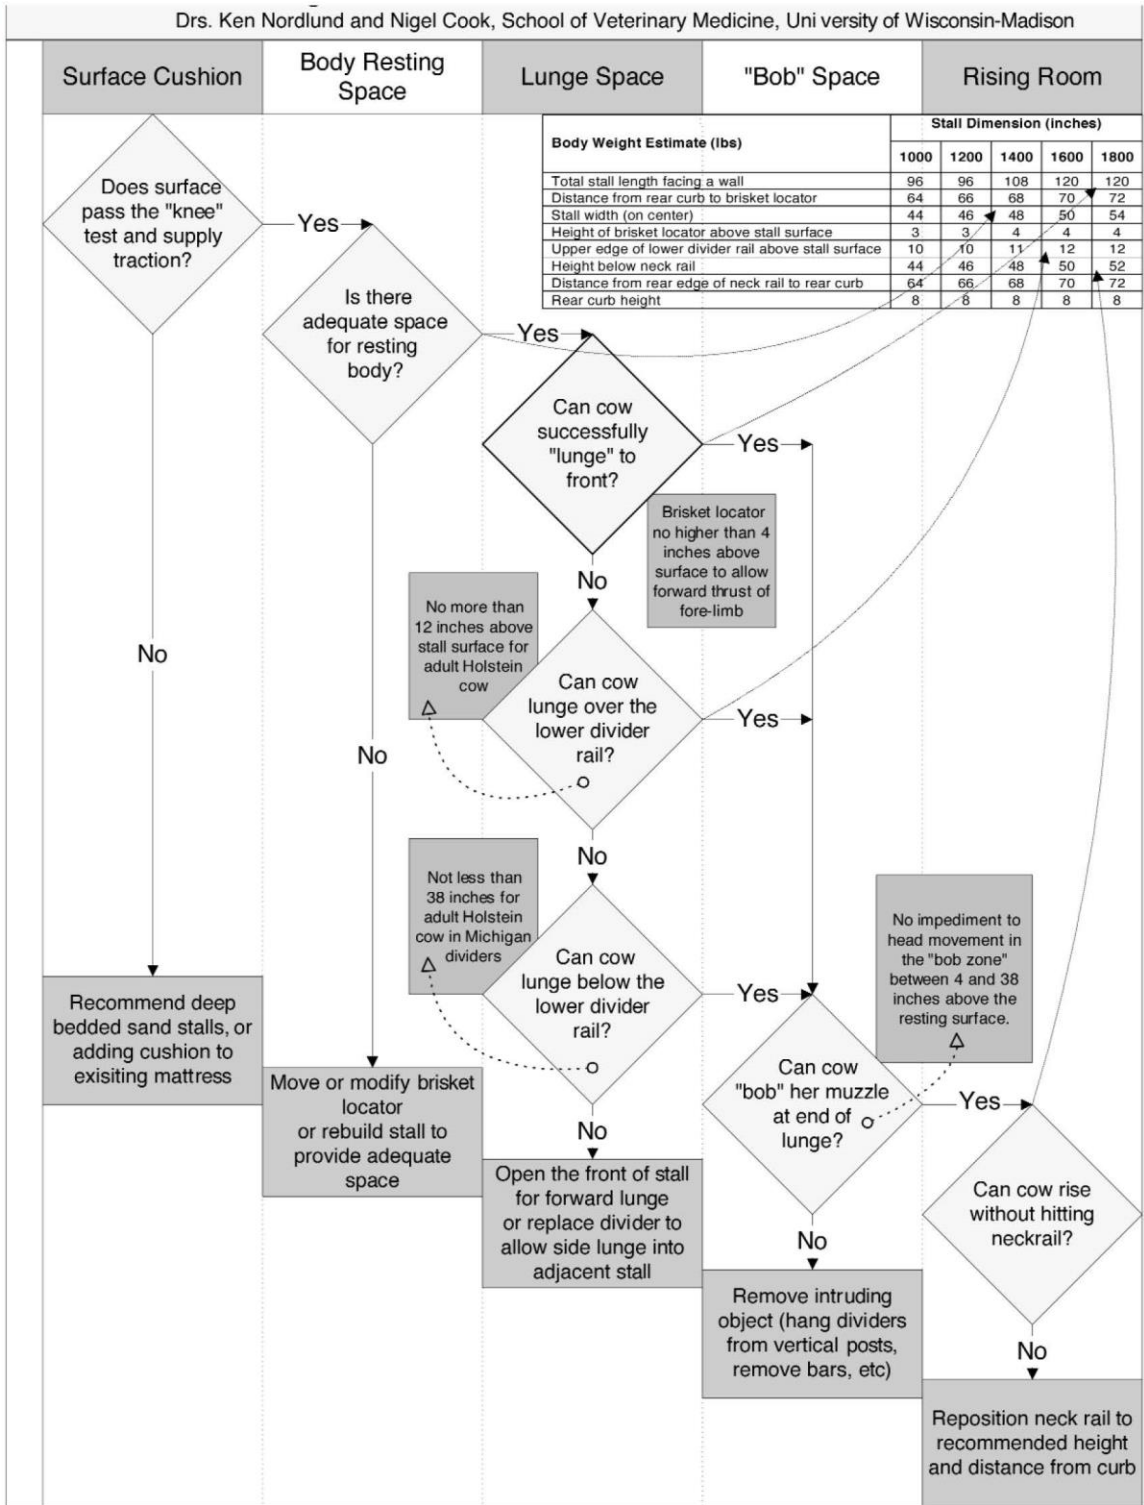 Drs. Ken Nordlund and Nigel Cook, School of Veterinary Medicine, Uni versity of Wisconsin-Madison
Surface Cushion
Body Resting
Space
Lunge Space
"Bob" Space
Rising Room
Body Weight Estimate (lbs)
Stall Dimension (inches)
1000 1200 1400 1600 1800
Total stall length facing a wall 96 96 108 120 120
Distance from rear curb to brisket locator 64 66 68 70 72
Stall width (on center) 44 46 48 50 54
Height of brisket locator above stall surface 3 3 4 4 4
Upper edge of lower divider rail above stall surface 10 10 11 12 12
Height below neck rail 44 46 48 50 52
Distance from rear edge of neck rail to rear curb 64 66 68 70 72
Rear curb height 8 8 8 8 8
Does surface
pass the "knee"
test and supply
traction?
Yes
Is there
adequate space
for resting
body?
Yes
Can cow
successfully
"lunge" to
front?
Yes
Brisket locator
no higher than 4
inches above
surface to allow
forward thrust of
fore-limb
No
No more than
12 inches above
stall surface for
adult Holstein
cow
Can cow
lunge over the
lower divider
rail?
Yes
No
No
No
Not less than
38 inches for
adult Holstein
cow in Michigan
dividers
Can cow
lunge below the
lower divider
rail?
Yes
No impediment to
head movement in
the "bob zone"
between 4 and 38
inches above the
resting surface.
Recommend deep
bedded sand stalls, or
adding cushion to
exisiting mattress
Move or modify brisket
locator
or rebuild stall to
provide adequate
space
Can cow
"bob" her muzzle
at end of
lunge?
Yes
No
Open the front of stall
for forward lunge
or replace divider to
allow side lunge into
adjacent stall
Can cow rise
without hitting
neckrail?
No
Remove intruding
object (hang dividers
from vertical posts,
remove bars, etc)
No
Reposition neck rail to
recommended height
and distance from curb